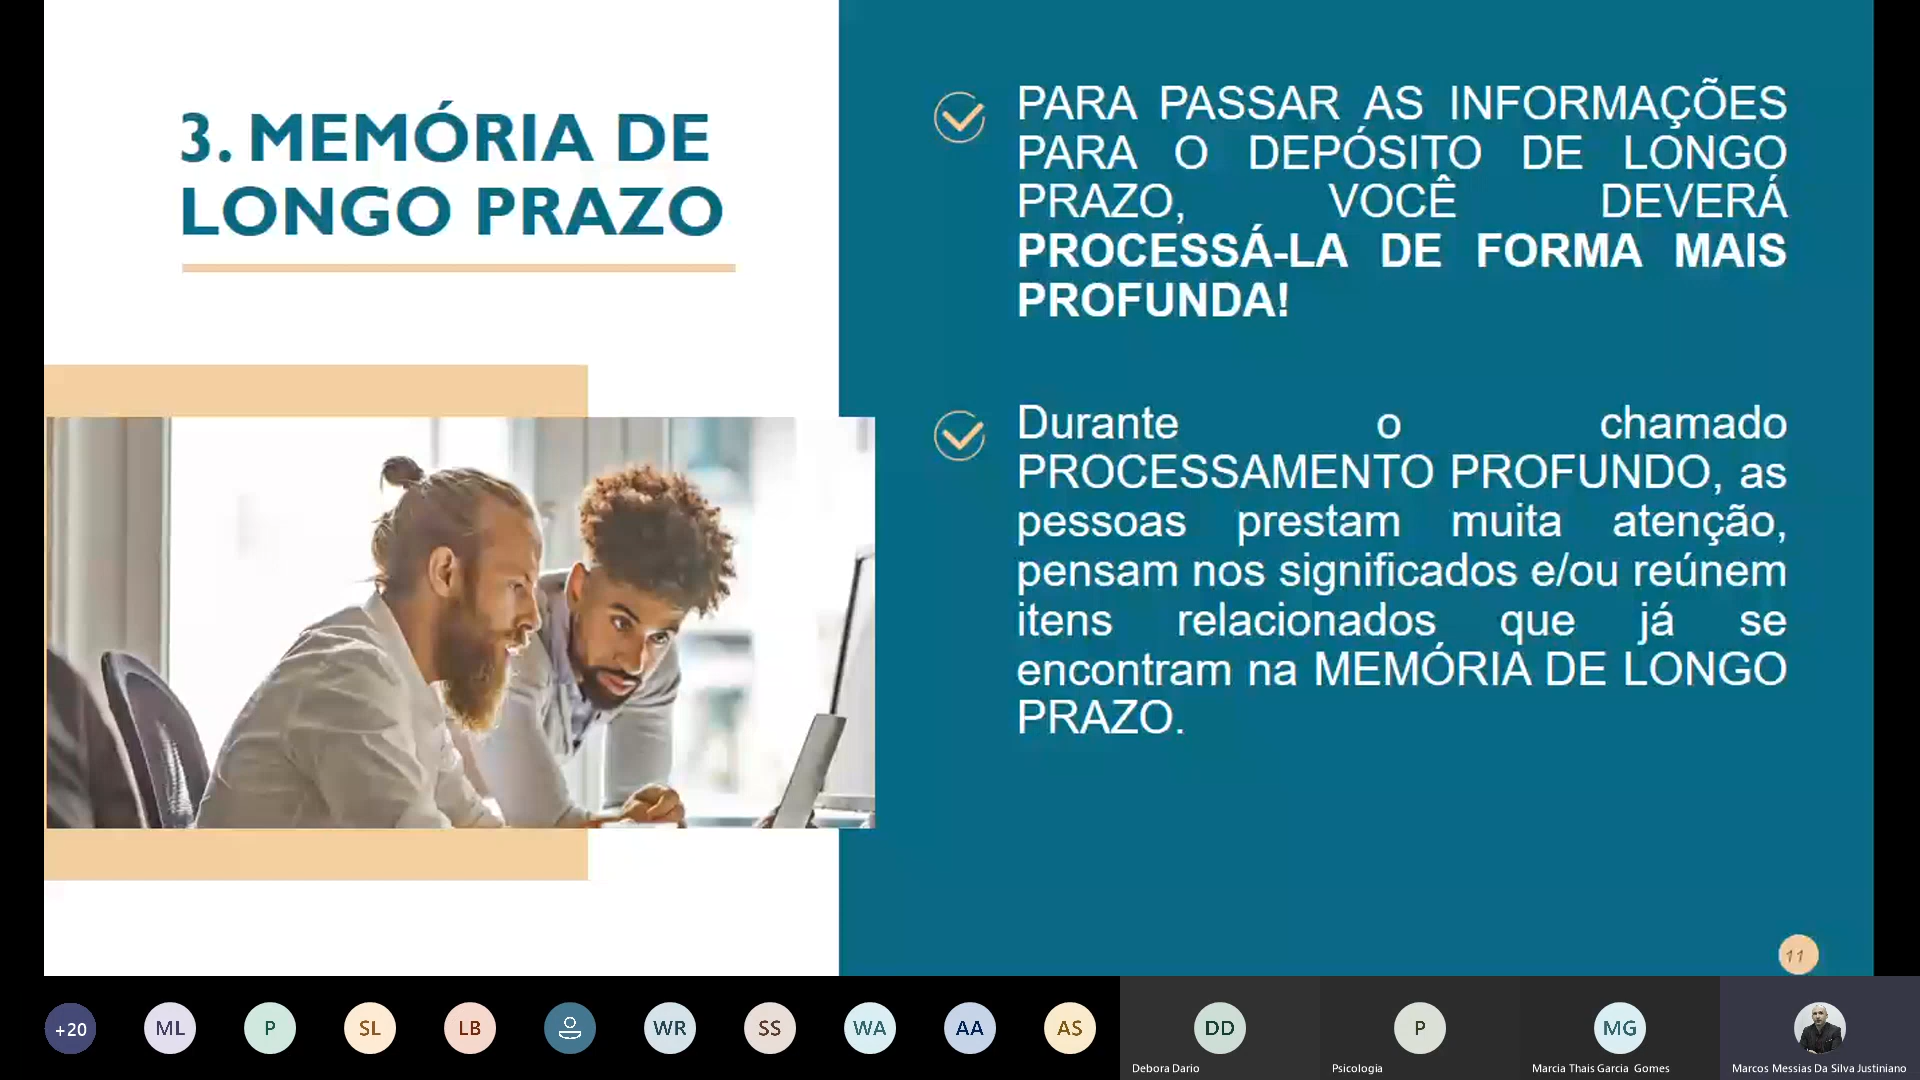 3. MEMÓRIA DE
LONGO PRAZO
PARA PASSAR AS INFORMAÇÕES
PARA O DEPÓSITO DE LONGO
PRAZO, VOCÊ DEVERÁ
PROCESSÁ-LA DE FORMA MAIS
PROFUNDA!
Durante o chamado
PROCESSAMENTO PROFUNDO, as
pessoas prestam muita atenção,
pensam nos significados e/ou reúnem
itens relacionados que já se
encontram na MEMÓRIA DE LONGO
PRAZO.
11
+20
ML
P
SL
LB
WR
SS
WA
AA
AS
DD
P
MG
Debora Dario
Psicologia
Marcia Thais Garcia Gomes
Marcos Messias Da Silva Justiniano